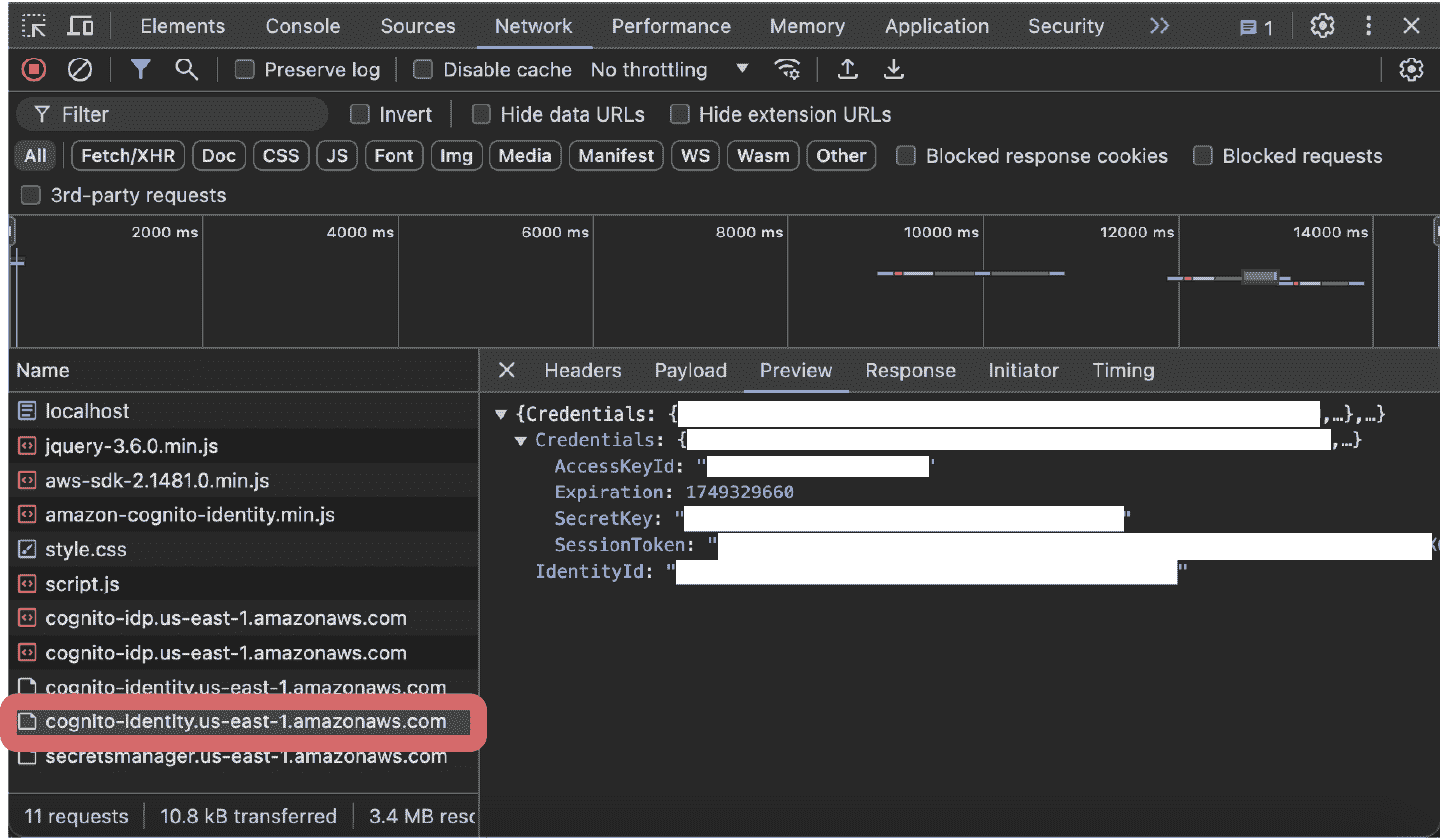 Elements Console Sources Network Performance Memory Application Security 1
Preserve log Disable cache No throttling
Filter Invert Hide data URLs Hide extension URLs
All Fetch/XHR Doc CSS JS Font Img Media Manifest WS Wasm Other Blocked response cookies Blocked requests
3rd-party requests
2000 ms 4000 ms 6000 ms 8000 ms 10000 ms 12000 ms 14000 ms
Name
localhost
jquery-3.6.0.min.js
aws-sdk-2.1481.0.min.js
amazon-cognito-identity.min.js
style.css
script.js
cognito-idp.us-east-1.amazonaws.com
cognito-idp.us-east-1.amazonaws.com
cognito-identity.us-east-1.amazonaws.com
cognito-identity.us-east-1.amazonaws.com
secretsmanager.us-east-1.amazonaws.com
11 requests 10.8 kB transferred 3.4 MB
Headers Payload Preview Response Initiator Timing
{Credentials: { ,…},…}
Credentials: { ,…}
AccessKeyId: " "
Expiration: 1749329660
SecretKey: " "
SessionToken: "
IdentityId: " "